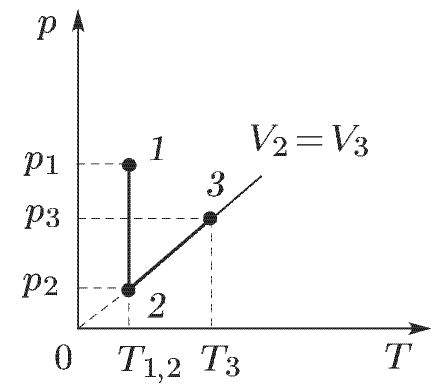 p
p₁ 1
V₂ = V₃
3
p₃
p₂
2
0 T₁,₂ T₃ T